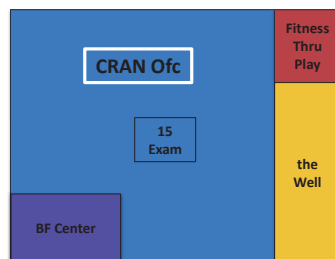 Fitness
Thru
Play
CRAN Ofc
15
Exam
the
Well
BF Center